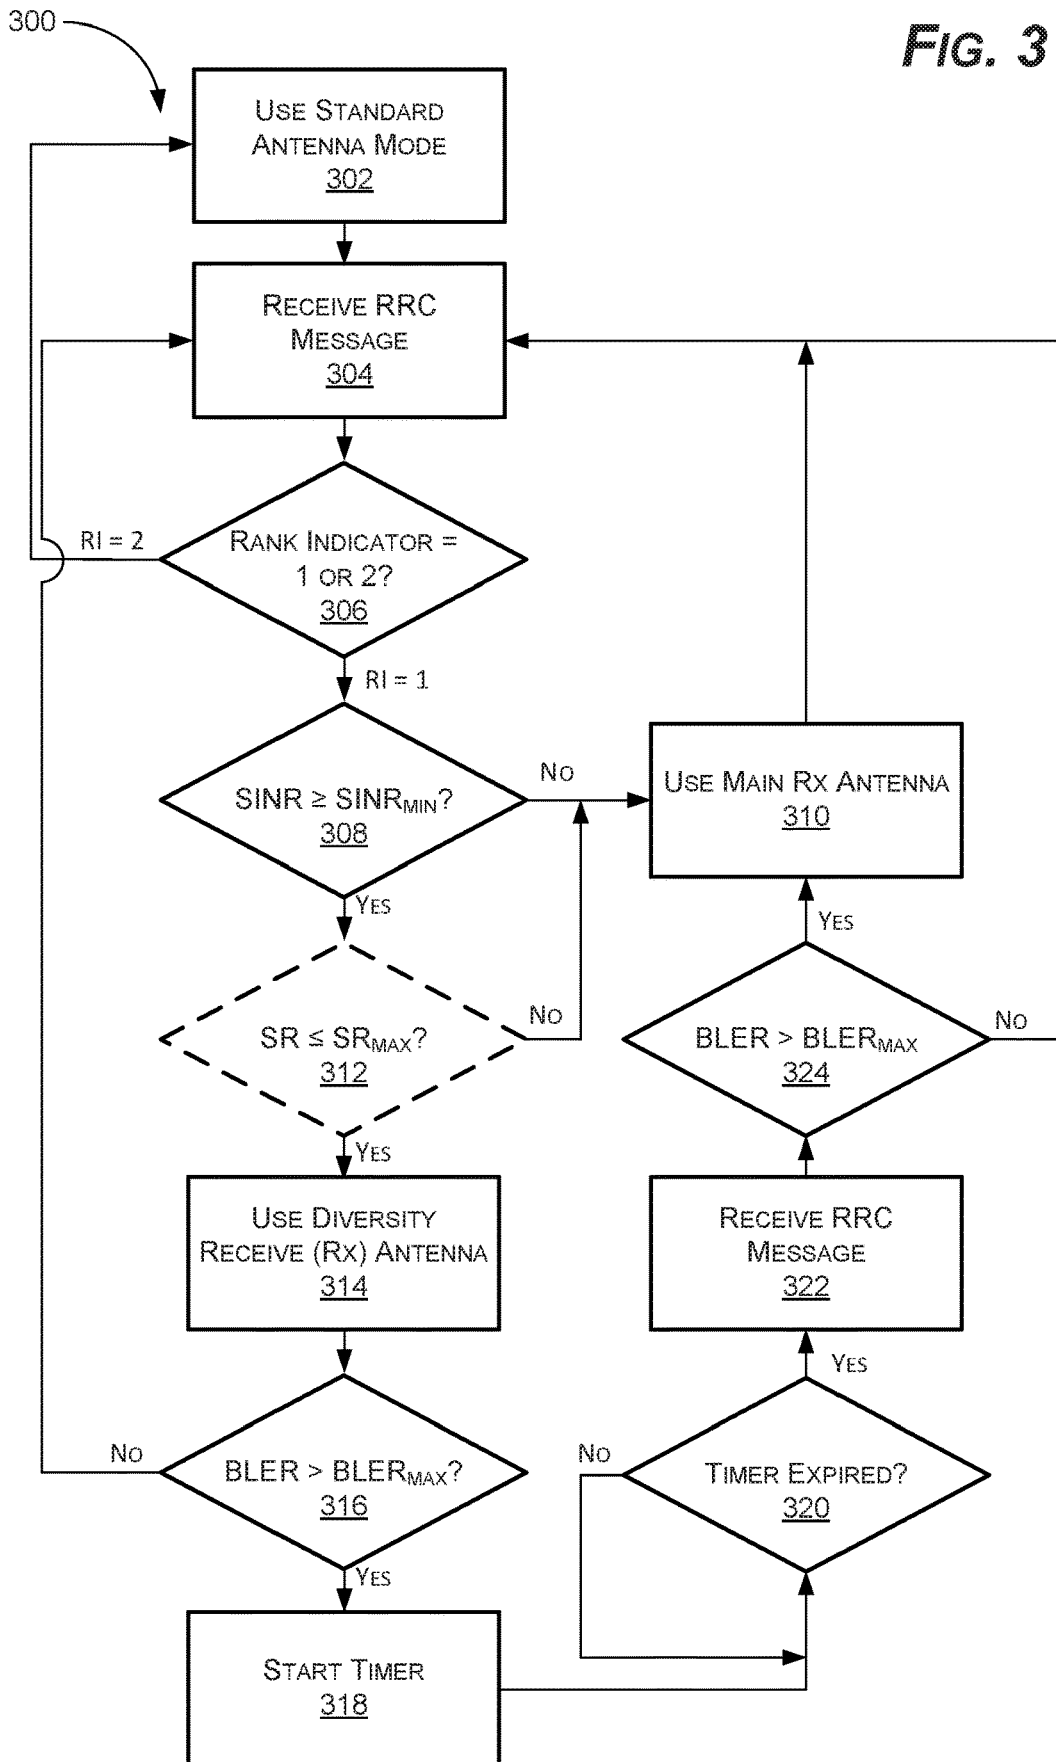 300
FIG. 3
USE STANDARD
ANTENNA MODE
302
RECEIVE RRC
MESSAGE
304
RI = 2
RANK INDICATOR =
1 OR 2?
306
RI = 1
SINR ≥ SINRMIN?
308
NO
USE MAIN RX ANTENNA
310
YES
YES
SR ≤ SRMAX?
312
NO
BLER > BLERMAX
324
NO
YES
USE DIVERSITY
RECEIVE (RX) ANTENNA
314
RECEIVE RRC
MESSAGE
322
YES
NO
BLER > BLERMAX?
316
NO
TIMER EXPIRED?
320
YES
START TIMER
318